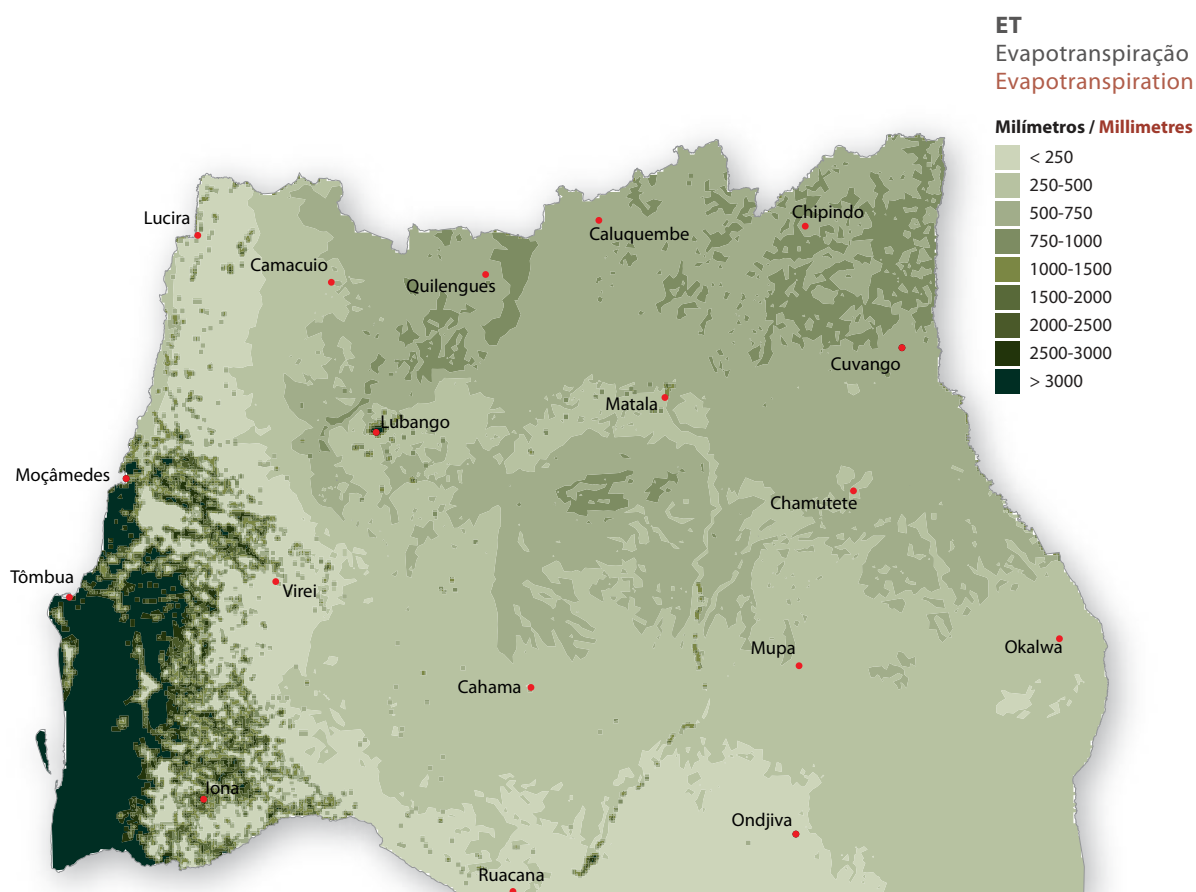 ET
Evapotranspiração
Evapotranspiration
Milímetros / Millimetres
< 250
250-500
500-750
750-1000
1000-1500
1500-2000
2000-2500
2500-3000
> 3000
Lucira
Camacuio
Quilengues
Caluquembe
Chipindo
Cuvango
Matala
Lubango
Moçâmedes
Chamutete
Tômbua
Virei
Mupa
Okalwa
Cahama
Iona
Ondjiva
Ruacana